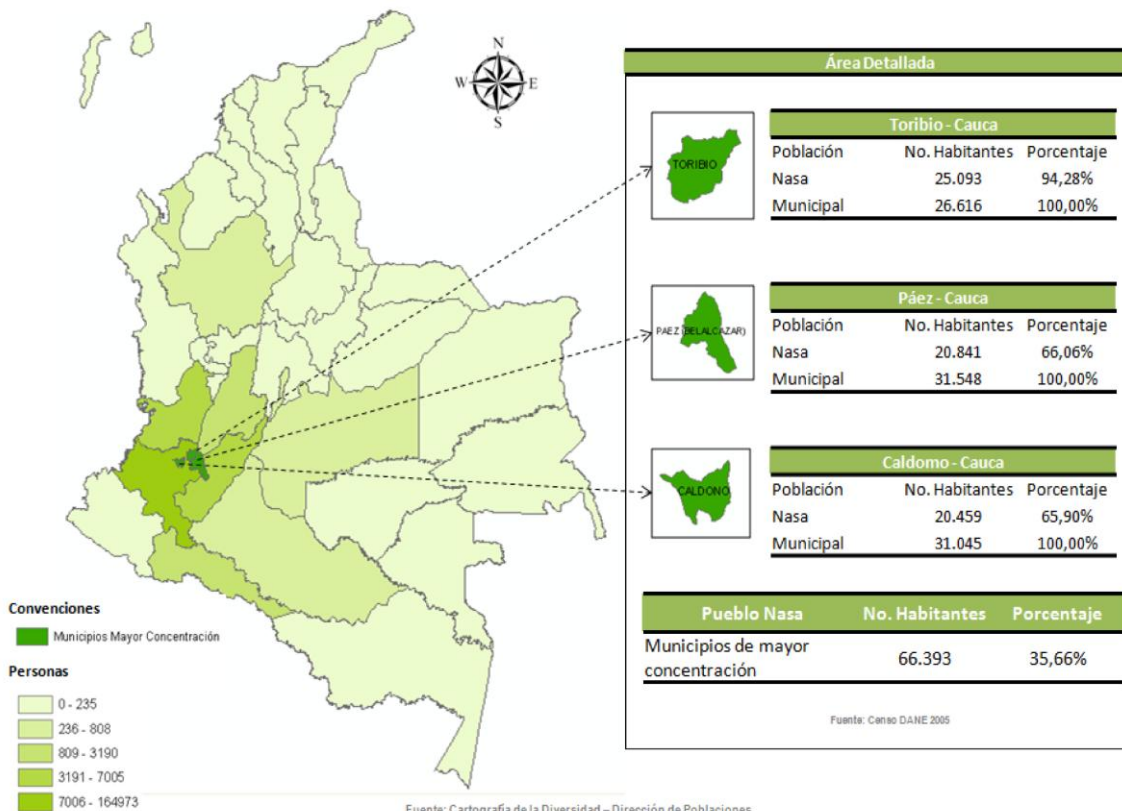 N
W E
S
Área Detallada
TORIBIO
Toribio - Cauca
Población No. Habitantes Porcentaje
Nasa 25.093 94,28%
Municipal 26.616 100,00%
PAEZ (BELALCAZAR)
Páez - Cauca
Población No. Habitantes Porcentaje
Nasa 20.841 66,06%
Municipal 31.548 100,00%
CALDONO
Caldomo - Cauca
Población No. Habitantes Porcentaje
Nasa 20.459 65,90%
Municipal 31.045 100,00%
Pueblo Nasa No. Habitantes Porcentaje
Municipios de mayor
concentración 66.393 35,66%
Fuente: Censo DANE 2005
Convenciones
Municipios Mayor Concentración
Personas
0 - 235
236 - 808
809 - 3190
3191 - 7005
7006 - 164973
Fuente: Cartografía de la Diversidad – Dirección de Poblaciones